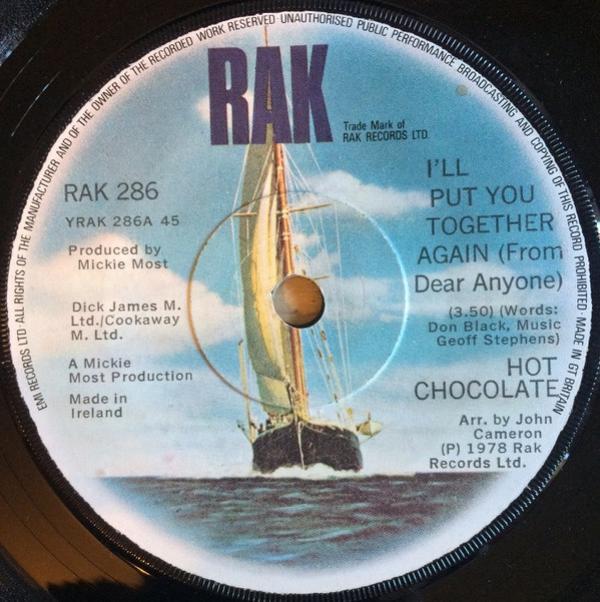 EMI RECORDS LTD·ALL RIGHTS OF THE MANUFACTURER AND OF THE OWNER OF THE RECORDED WORK RESERVED·UNAUTHORISED PUBLIC PERFORMANCE BROADCASTING AND COPYING OF THIS RECORD PROHIBITED·MADE IN GT BRITAIN
RAK
Trade Mark of
RAK RECORDS LTD.
RAK 286
YRAK 286A 45
Produced by
Mickie Most
Dick James M.
Ltd./Cookaway
M. Ltd.
A Mickie
Most Production
Made in
Ireland
I'LL
PUT YOU
TOGETHER
AGAIN (From
Dear Anyone)
(3.50) (Words:
Don Black, Music
Geoff Stephens)
HOT
CHOCOLATE
Arr. by John
Cameron
(P) 1978 Rak
Records Ltd.